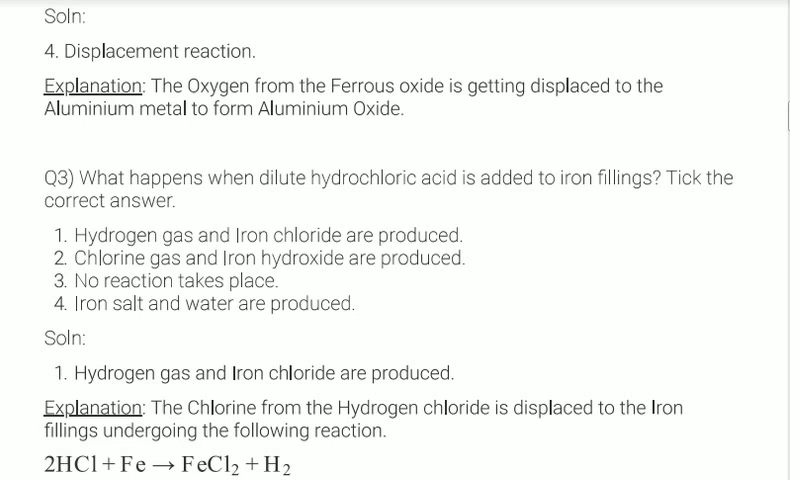 Soln:
4. Displacement reaction.
Explanation: The Oxygen from the Ferrous oxide is getting displaced to the
Aluminium metal to form Aluminium Oxide.
Q3) What happens when dilute hydrochloric acid is added to iron fillings? Tick the
correct answer.
1. Hydrogen gas and Iron chloride are produced.
2. Chlorine gas and Iron hydroxide are produced.
3. No reaction takes place.
4. Iron salt and water are produced.
Soln:
1. Hydrogen gas and Iron chloride are produced.
Explanation: The Chlorine from the Hydrogen chloride is displaced to the Iron
fillings undergoing the following reaction.
2HCl + Fe → FeCl₂ + H₂